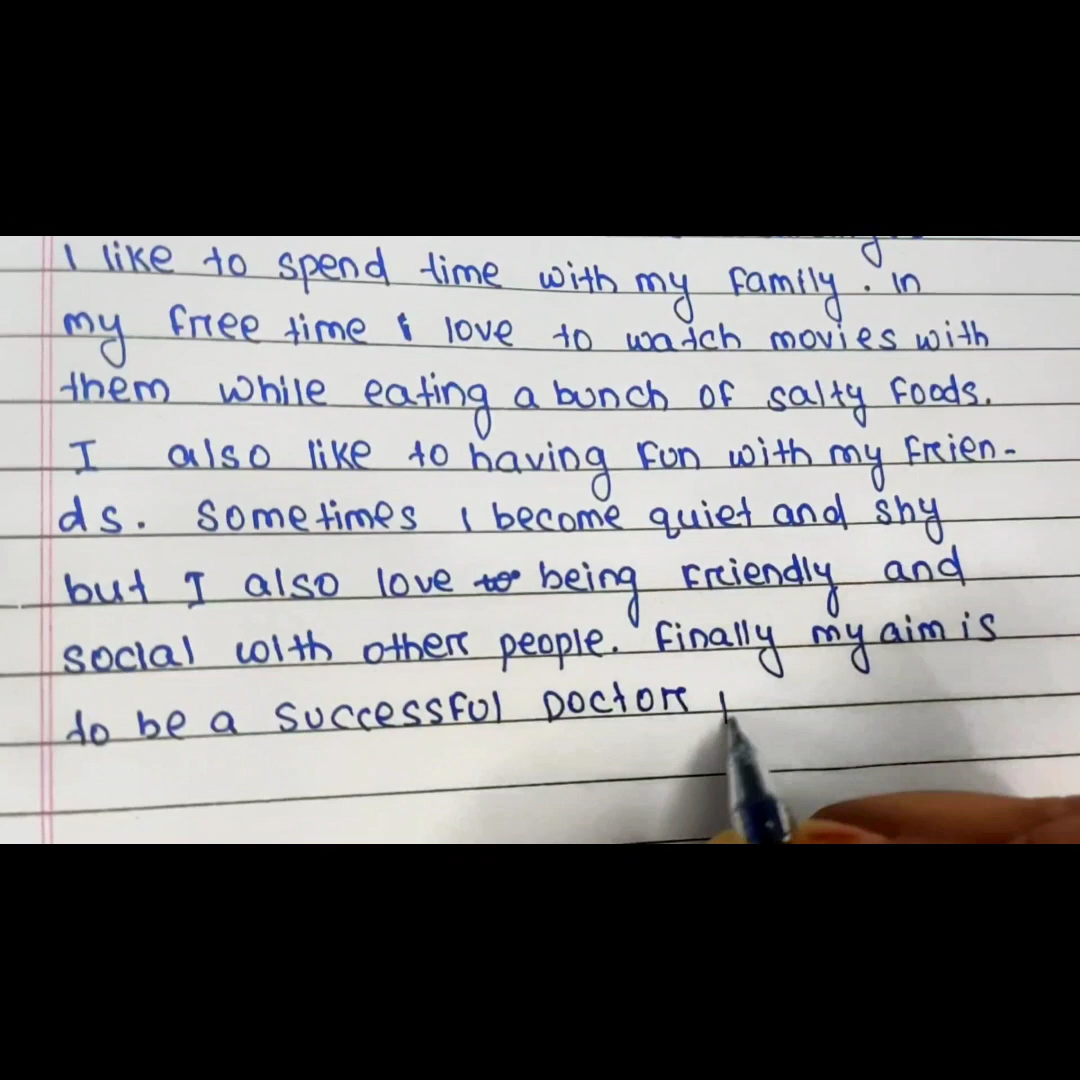 I like to spend time with my family. In
my free time I love to watch movies with
them while eating a bunch of salty foods.
I also like to having fun with my frien-
ds. Sometimes I become quiet and shy
but I also love to being friendly and
social with other people. Finally my aim is
to be a successful Doctor